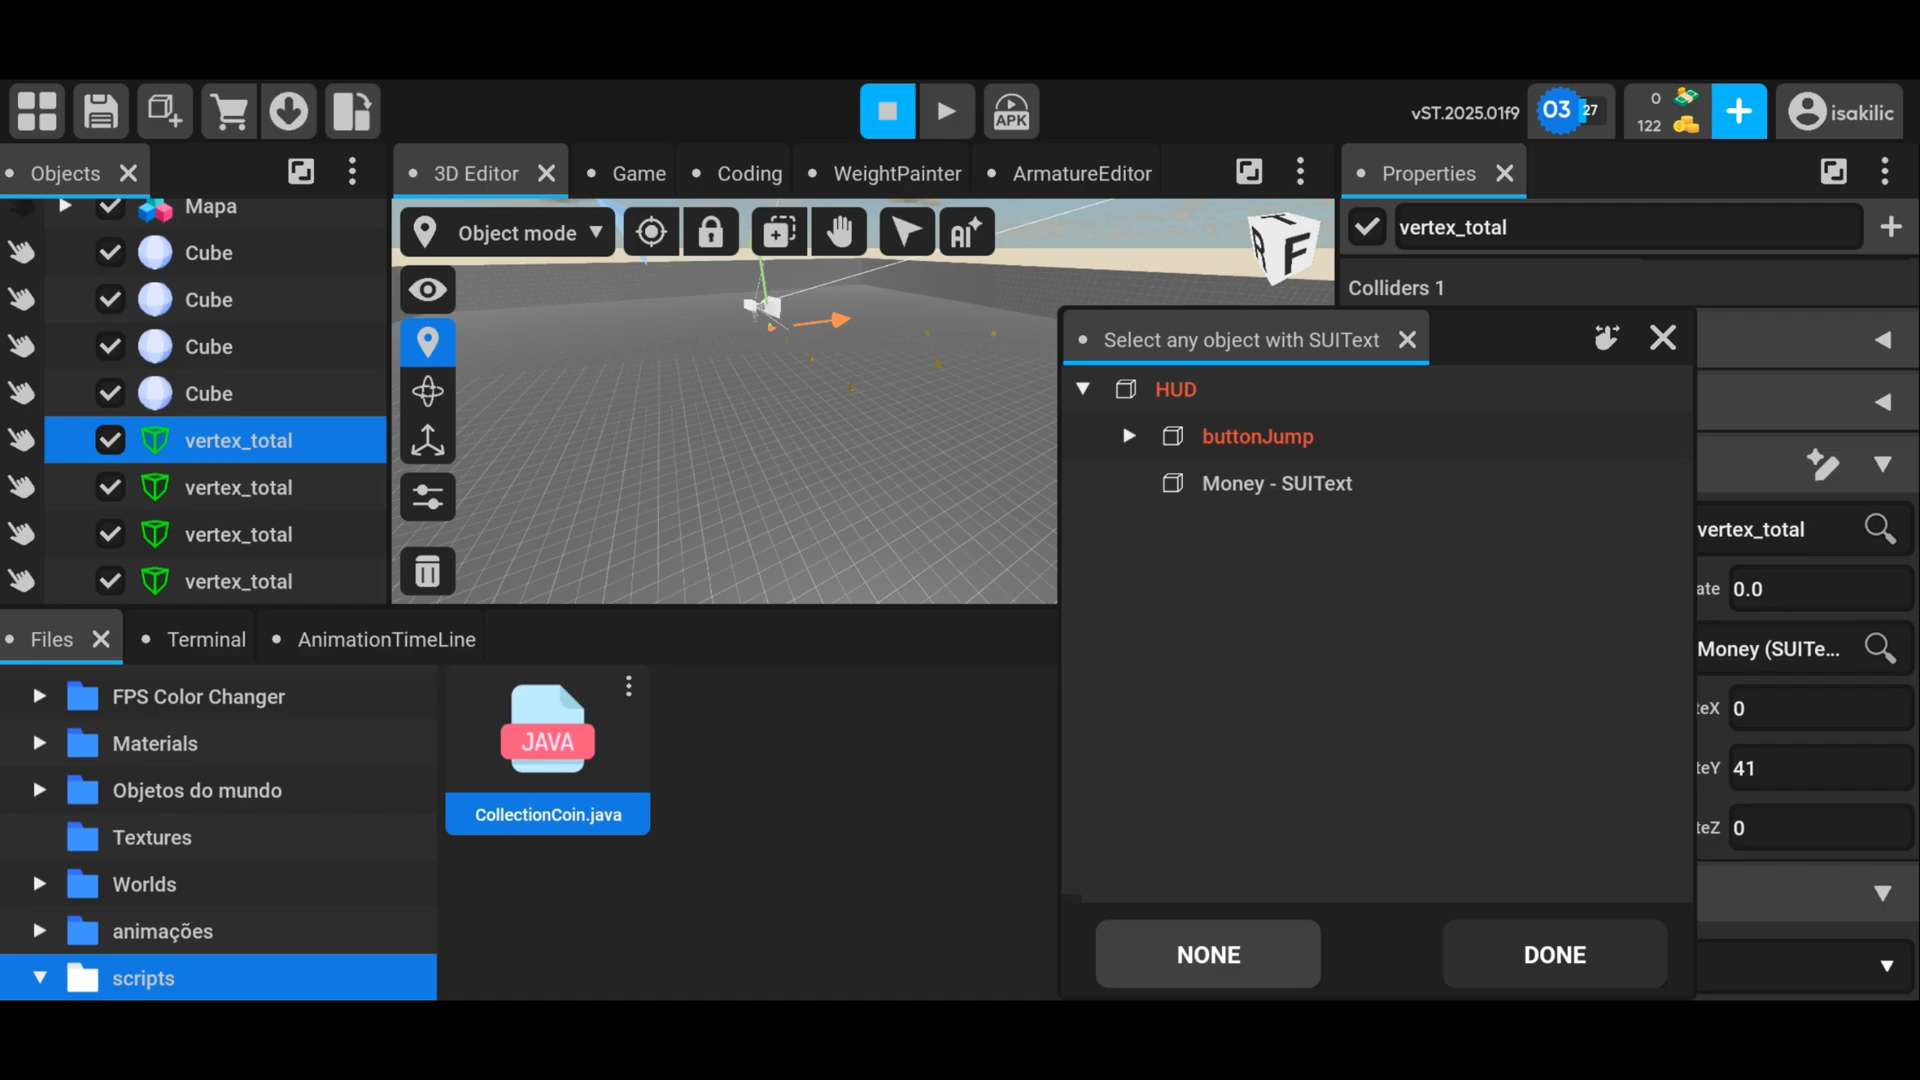 APK
vST.2025.01f9
03
27
0
122
isakilic
Objects
3D Editor
Game
Coding
WeightPainter
ArmatureEditor
Properties
Mapa
Cube
Cube
Cube
Cube
vertex_total
vertex_total
vertex_total
vertex_total
Object mode
AI
F
vertex_total
Colliders 1
Select any object with SUIText
HUD
buttonJump
Money - SUIText
vertex_total
ate 0.0
Money (SUITe...
teX 0
teY 41
teZ 0
NONE
DONE
Files
Terminal
AnimationTimeLine
FPS Color Changer
Materials
Objetos do mundo
Textures
Worlds
animações
scripts
JAVA
CollectionCoin.java